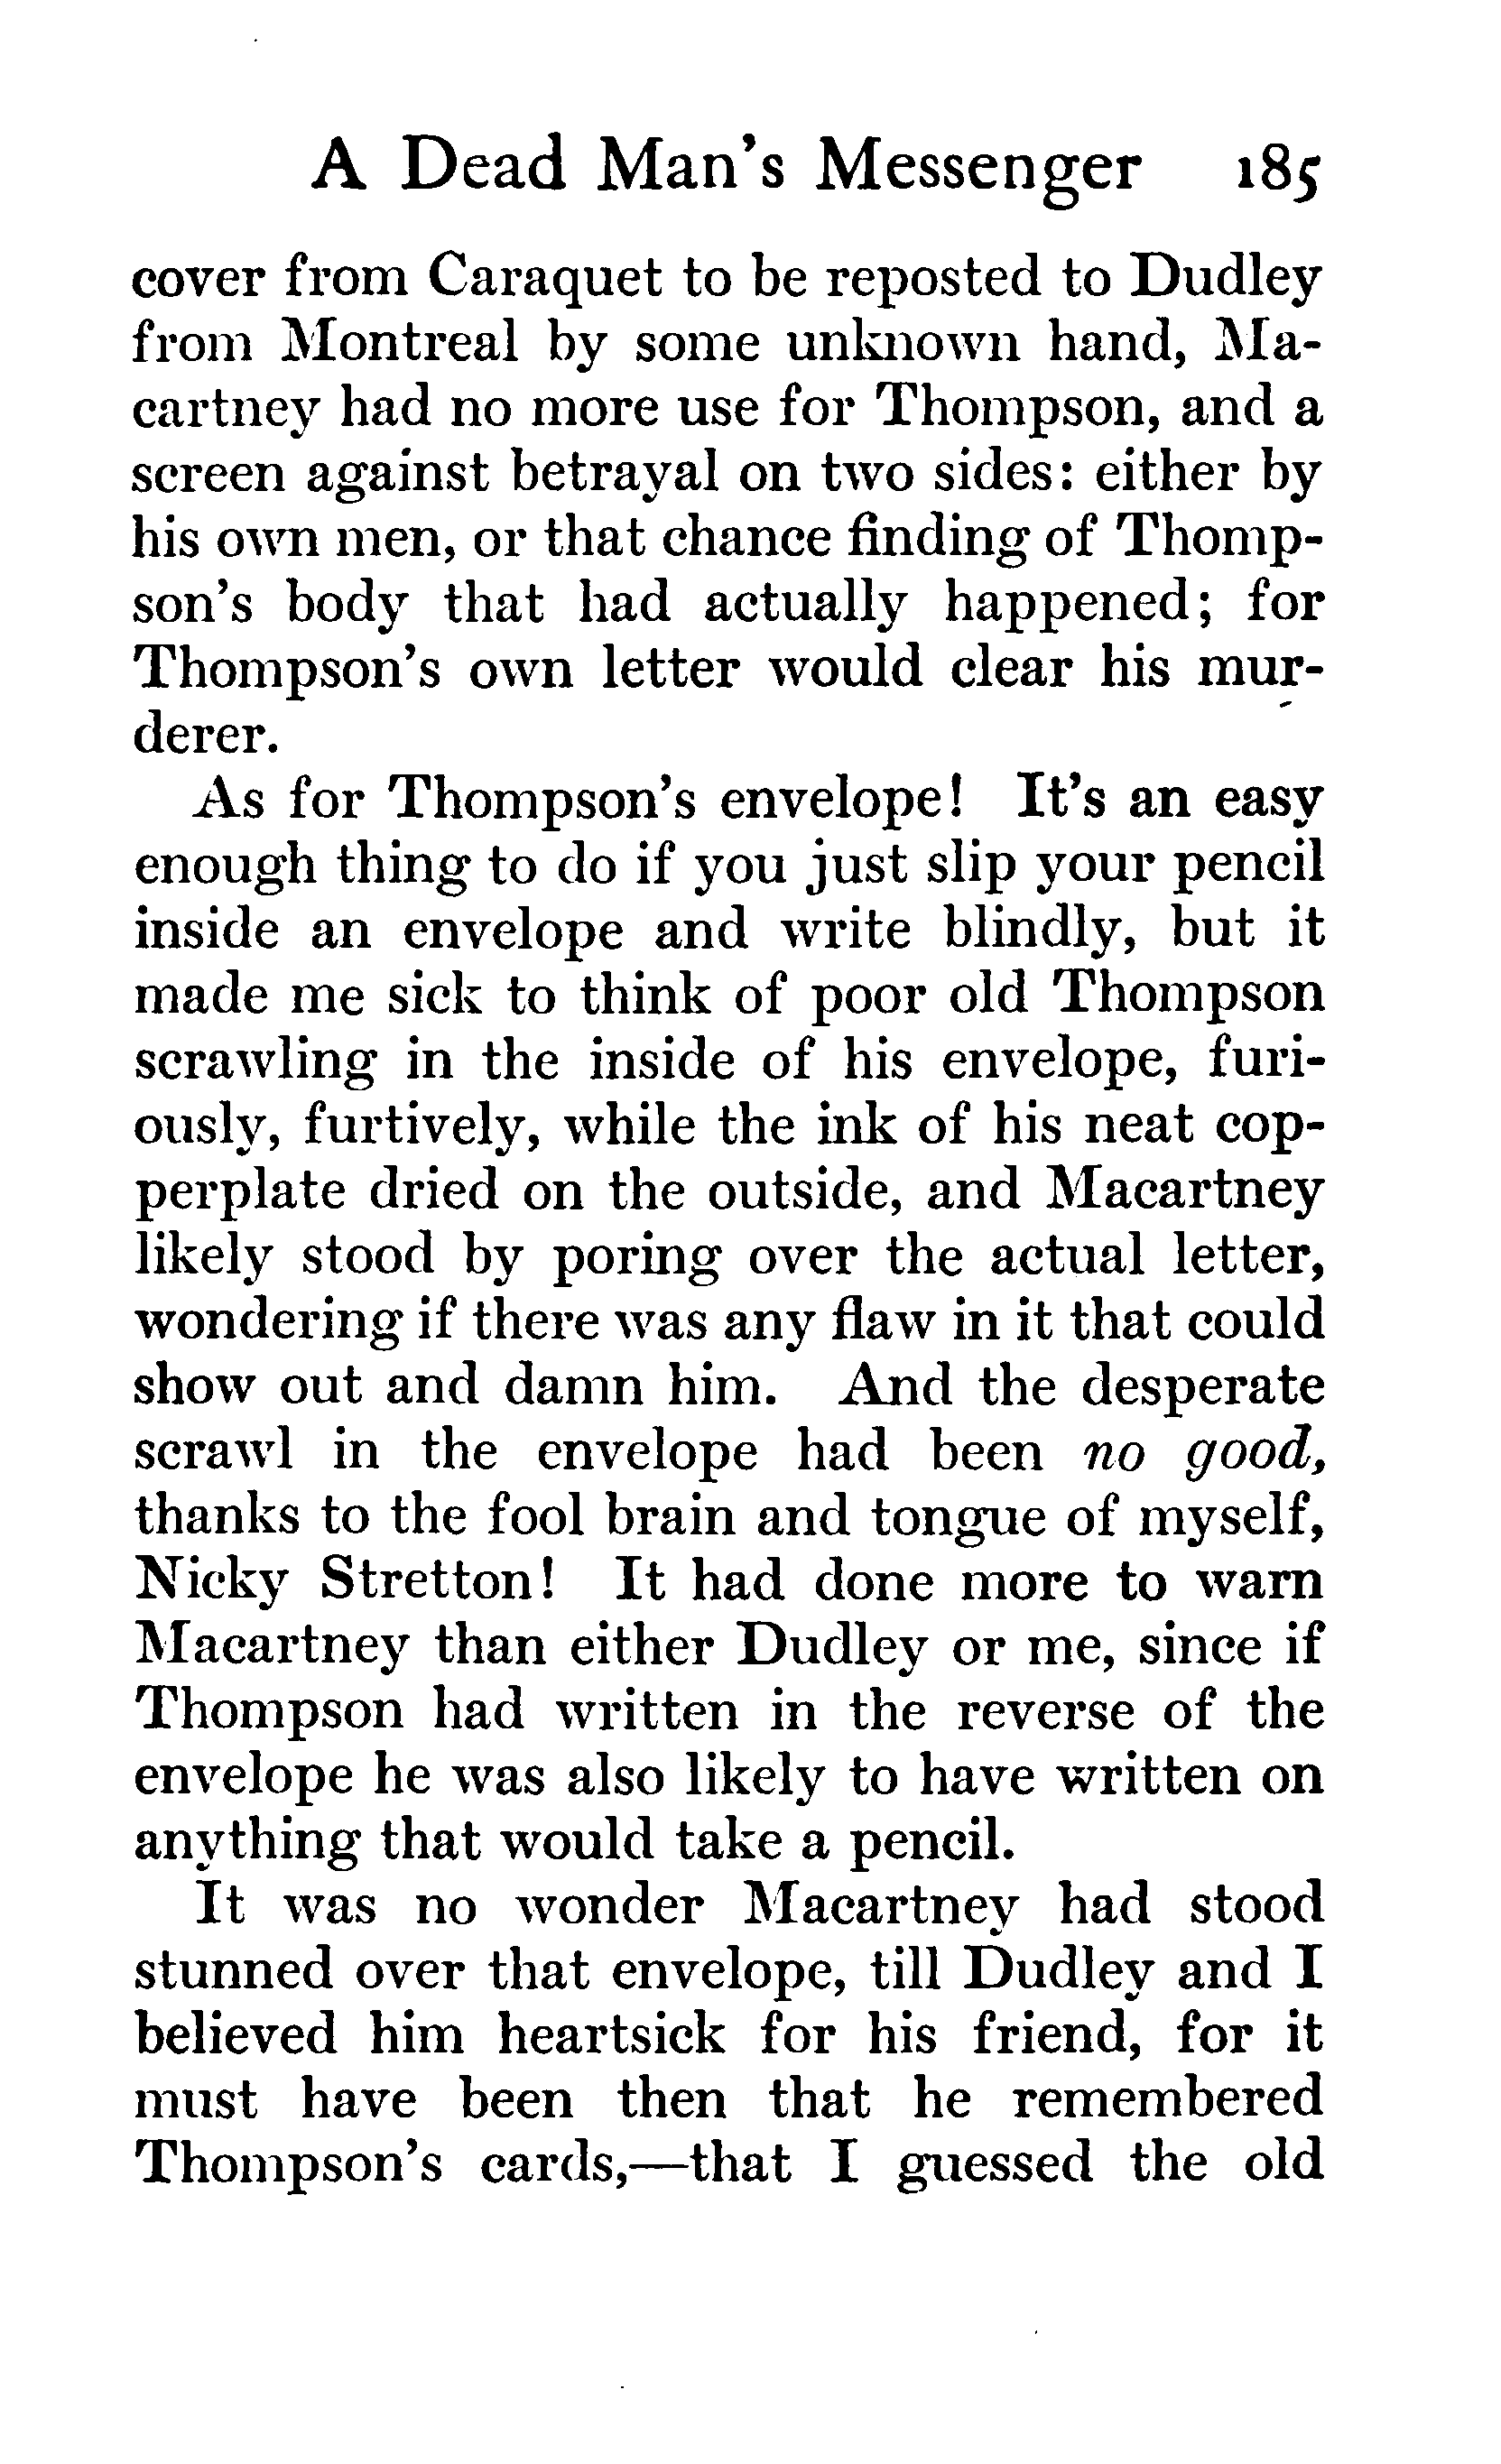 A Dead Man's Messenger 185
cover from Caraquet to be reposted to Dudley
from Montreal by some unknown hand, Ma-
cartney had no more use for Thompson, and a
screen against betrayal on two sides: either by
his own men, or that chance finding of Thomp-
son's body that had actually happened; for
Thompson's own letter would clear his mur-
derer.
As for Thompson's envelope! It's an easy
enough thing to do if you just slip your pencil
inside an envelope and write blindly, but it
made me sick to think of poor old Thompson
scrawling in the inside of his envelope, furi-
ously, furtively, while the ink of his neat cop-
perplate dried on the outside, and Macartney
likely stood by poring over the actual letter,
wondering if there was any flaw in it that could
show out and damn him. And the desperate
scrawl in the envelope had been no good,
thanks to the fool brain and tongue of myself,
Nicky Stretton! It had done more to warn
Macartney than either Dudley or me, since if
Thompson had written in the reverse of the
envelope he was also likely to have written on
anything that would take a pencil.
It was no wonder Macartney had stood
stunned over that envelope, till Dudley and I
believed him heartsick for his friend, for it
must have been then that he remembered
Thompson's cards,—that I guessed the old